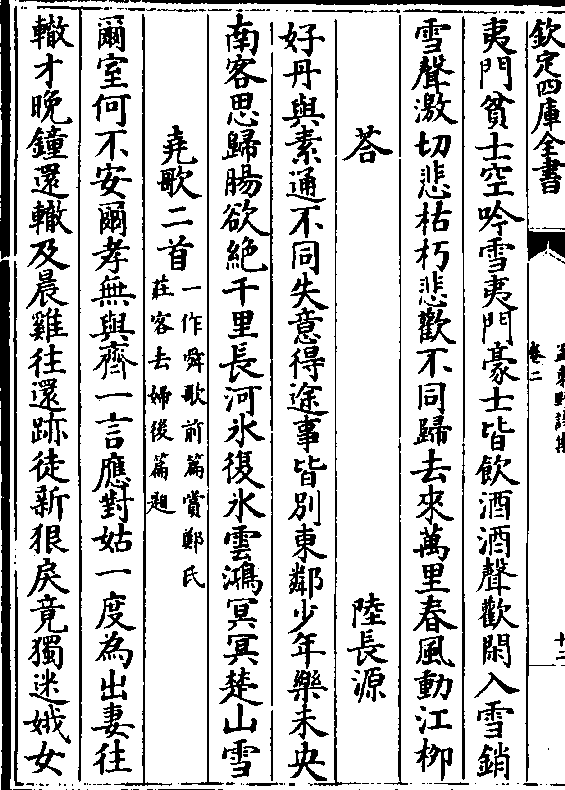 欽定四庫全書
卷二
十二
夷門貧士空吟雪夷門豪士皆飲酒酒聲歡閑入雪銷
雪聲激切悲枯朽悲歡不同歸去來萬里春風動江柳
荅 陸長源
好丹與素通不同失意得途事皆別東鄰少年樂未央
南客思歸腸欲絶千里長河冰復冰雲鴻冥冥楚山雪
堯歌二首
一作舜歌前篇賞鄭氏
莊客去婦後篇題
爾室何不安爾孝無與齊一言應對姑一度為出妻往
轍才晚鐘還轍及晨雞往還跡徒新狠戾竟獨迷娥女